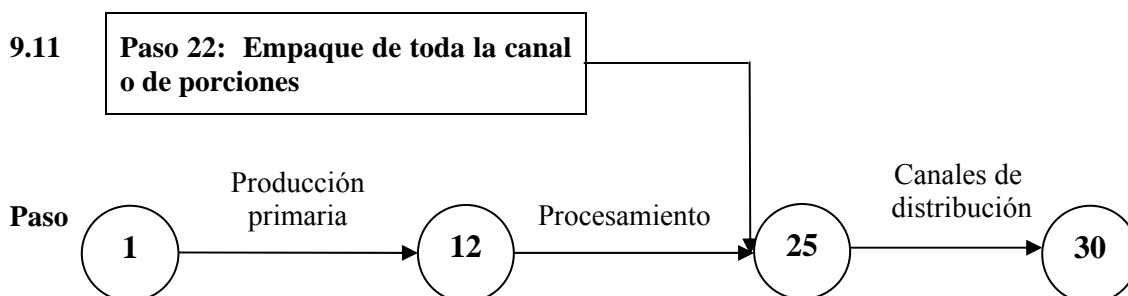 9.11 Paso 22: Empaque de toda la canal
o de porciones
Producción
primaria
Procesamiento
Canales de
distribución
Paso 1 12 25 30